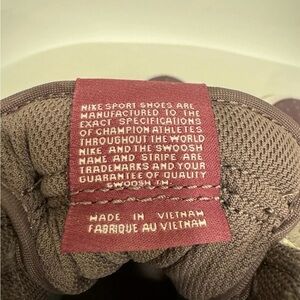 NIKE SPORT SHOES ARE
MANUFACTURED TO THE
EXACT SPECIFICATIONS
OF CHAMPION ATHLETES
THROUGHOUT THE WORLD
NIKE AND THE SWOOSH
NAME AND STRIPE ARE
TRADEMARKS AND YOUR
GUARANTEE OF QUALITY
SWOOSH TM
MADE IN VIETNAM
FABRIQUE AU VIETNAM